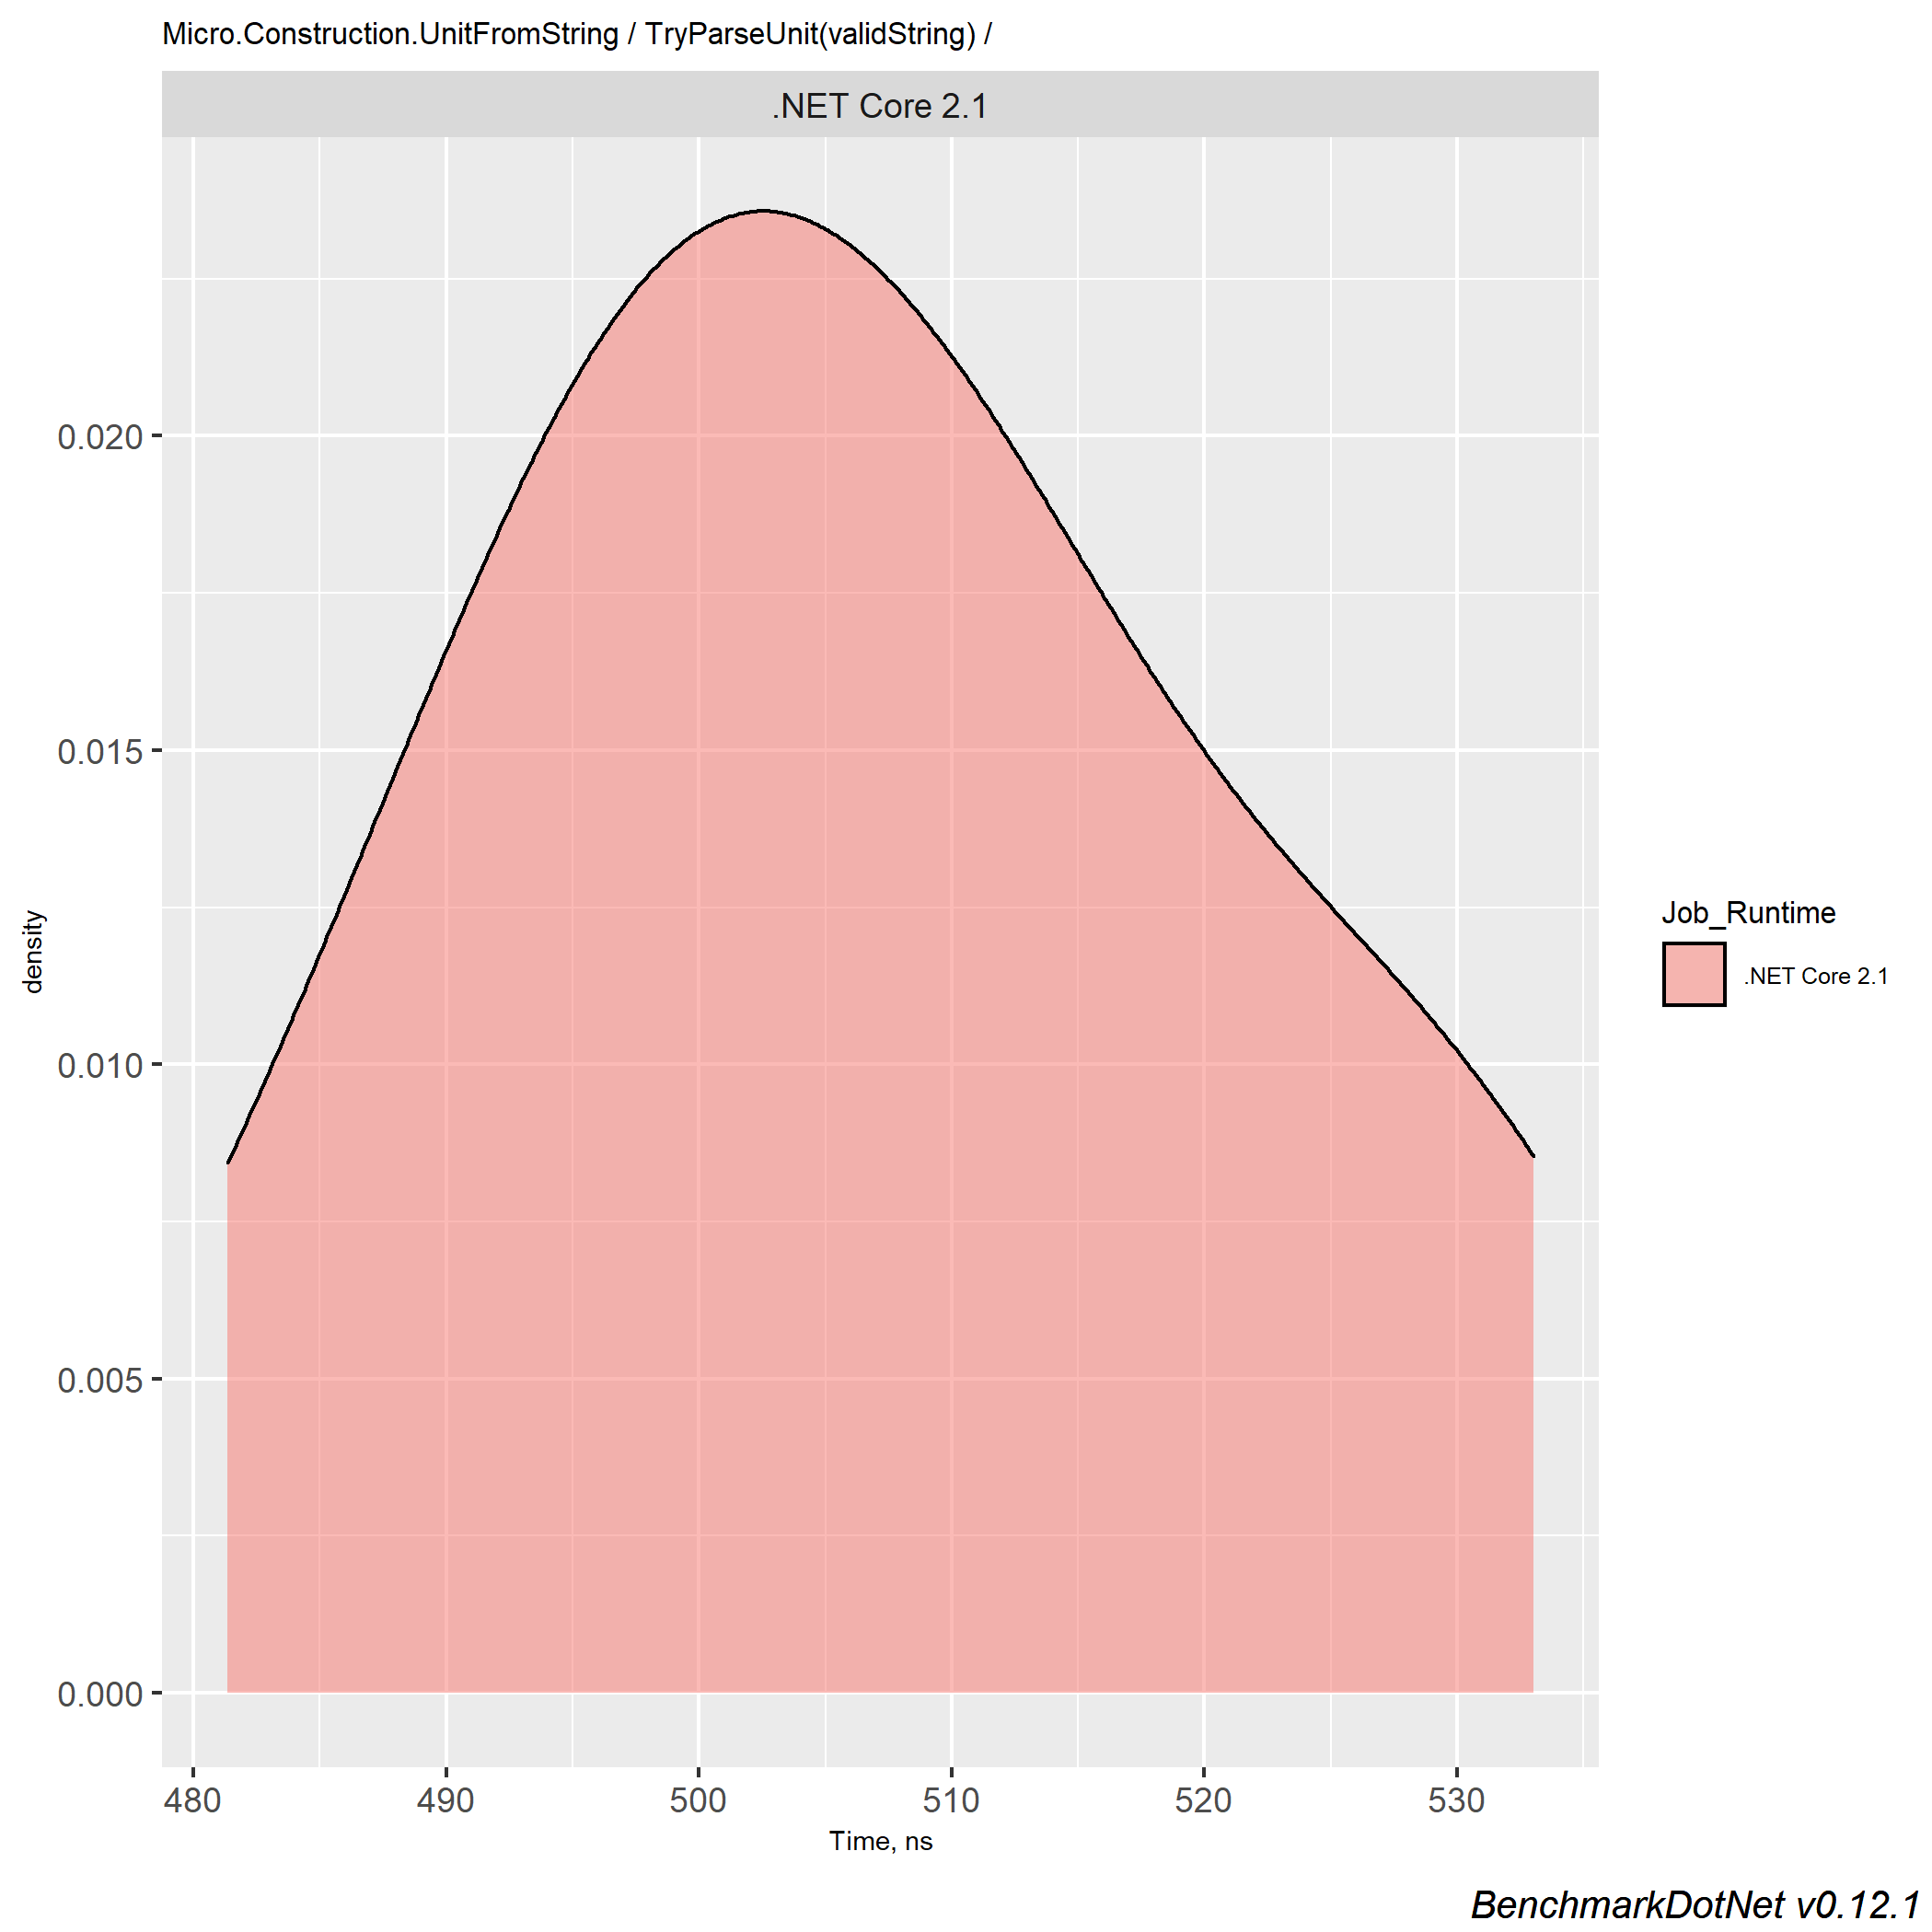 Micro.Construction.UnitFromString / TryParseUnit(validString) /
.NET Core 2.1
0.020
0.015
0.010
0.005
0.000
density
480 490 500 510 520 530
Time, ns
Job_Runtime
.NET Core 2.1
BenchmarkDotNet v0.12.1